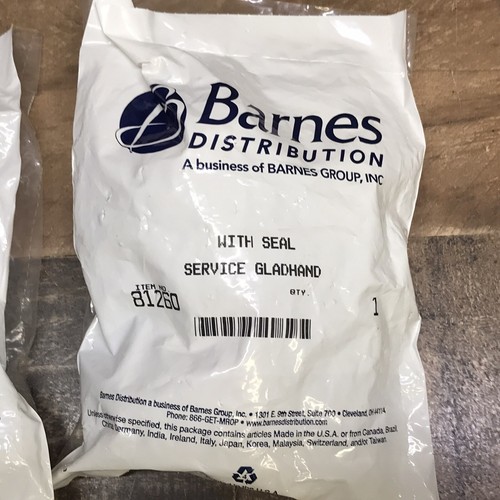 Barnes
DISTRIBUTION
A business of BARNES GROUP, INC
WITH SEAL
SERVICE GLADHAND
ITEM NO.
81260
QTY.
1
Barnes Distribution a business of Barnes Group, Inc. • 1301 E. 9th Street, Suite 700 • Cleveland, OH 44114
Phone: 866-GET-MROP • www.barnesdistribution.com
Unless otherwise specified, this package contains articles Made in the U.S.A. or from Canada, Brazil,
China, Germany, India, Ireland, Italy, Japan, Korea, Malaysia, Switzerland, and/or Taiwan.
4